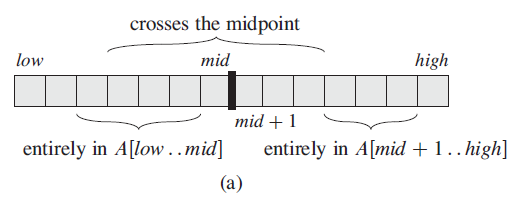 crosses the midpoint
low mid high
mid + 1
entirely in A[low . . mid] entirely in A[mid + 1 . . high]
(a)